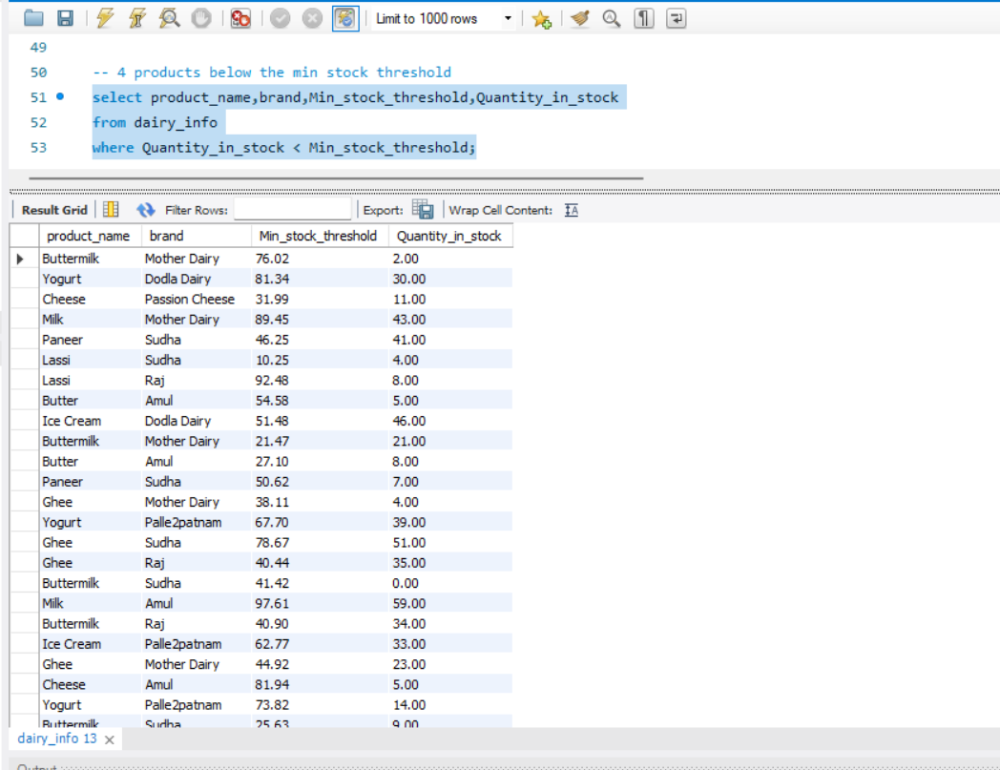 Limit to 1000 rows
49
50 -- 4 products below the min stock threshold
51 select product_name,brand,Min_stock_threshold,Quantity_in_stock
52 from dairy_info
53 where Quantity_in_stock < Min_stock_threshold;
Result Grid Filter Rows: Export: Wrap Cell Content:
product_name brand Min_stock_threshold Quantity_in_stock
Buttermilk Mother Dairy 76.02 2.00
Yogurt Dodla Dairy 81.34 30.00
Cheese Passion Cheese 31.99 11.00
Milk Mother Dairy 89.45 43.00
Paneer Sudha 46.25 41.00
Lassi Sudha 10.25 4.00
Lassi Raj 92.48 8.00
Butter Amul 54.58 5.00
Ice Cream Dodla Dairy 51.48 46.00
Buttermilk Mother Dairy 21.47 21.00
Butter Amul 27.10 8.00
Paneer Sudha 50.62 7.00
Ghee Mother Dairy 38.11 4.00
Yogurt Palle2patnam 67.70 39.00
Ghee Sudha 78.67 51.00
Ghee Raj 40.44 35.00
Buttermilk Sudha 41.42 0.00
Milk Amul 97.61 59.00
Buttermilk Raj 40.90 34.00
Ice Cream Palle2patnam 62.77 33.00
Ghee Mother Dairy 44.92 23.00
Cheese Amul 81.94 5.00
Yogurt Palle2patnam 73.82 14.00
Buttermilk Sudha 25.63 9.00
dairy_info 13
Output